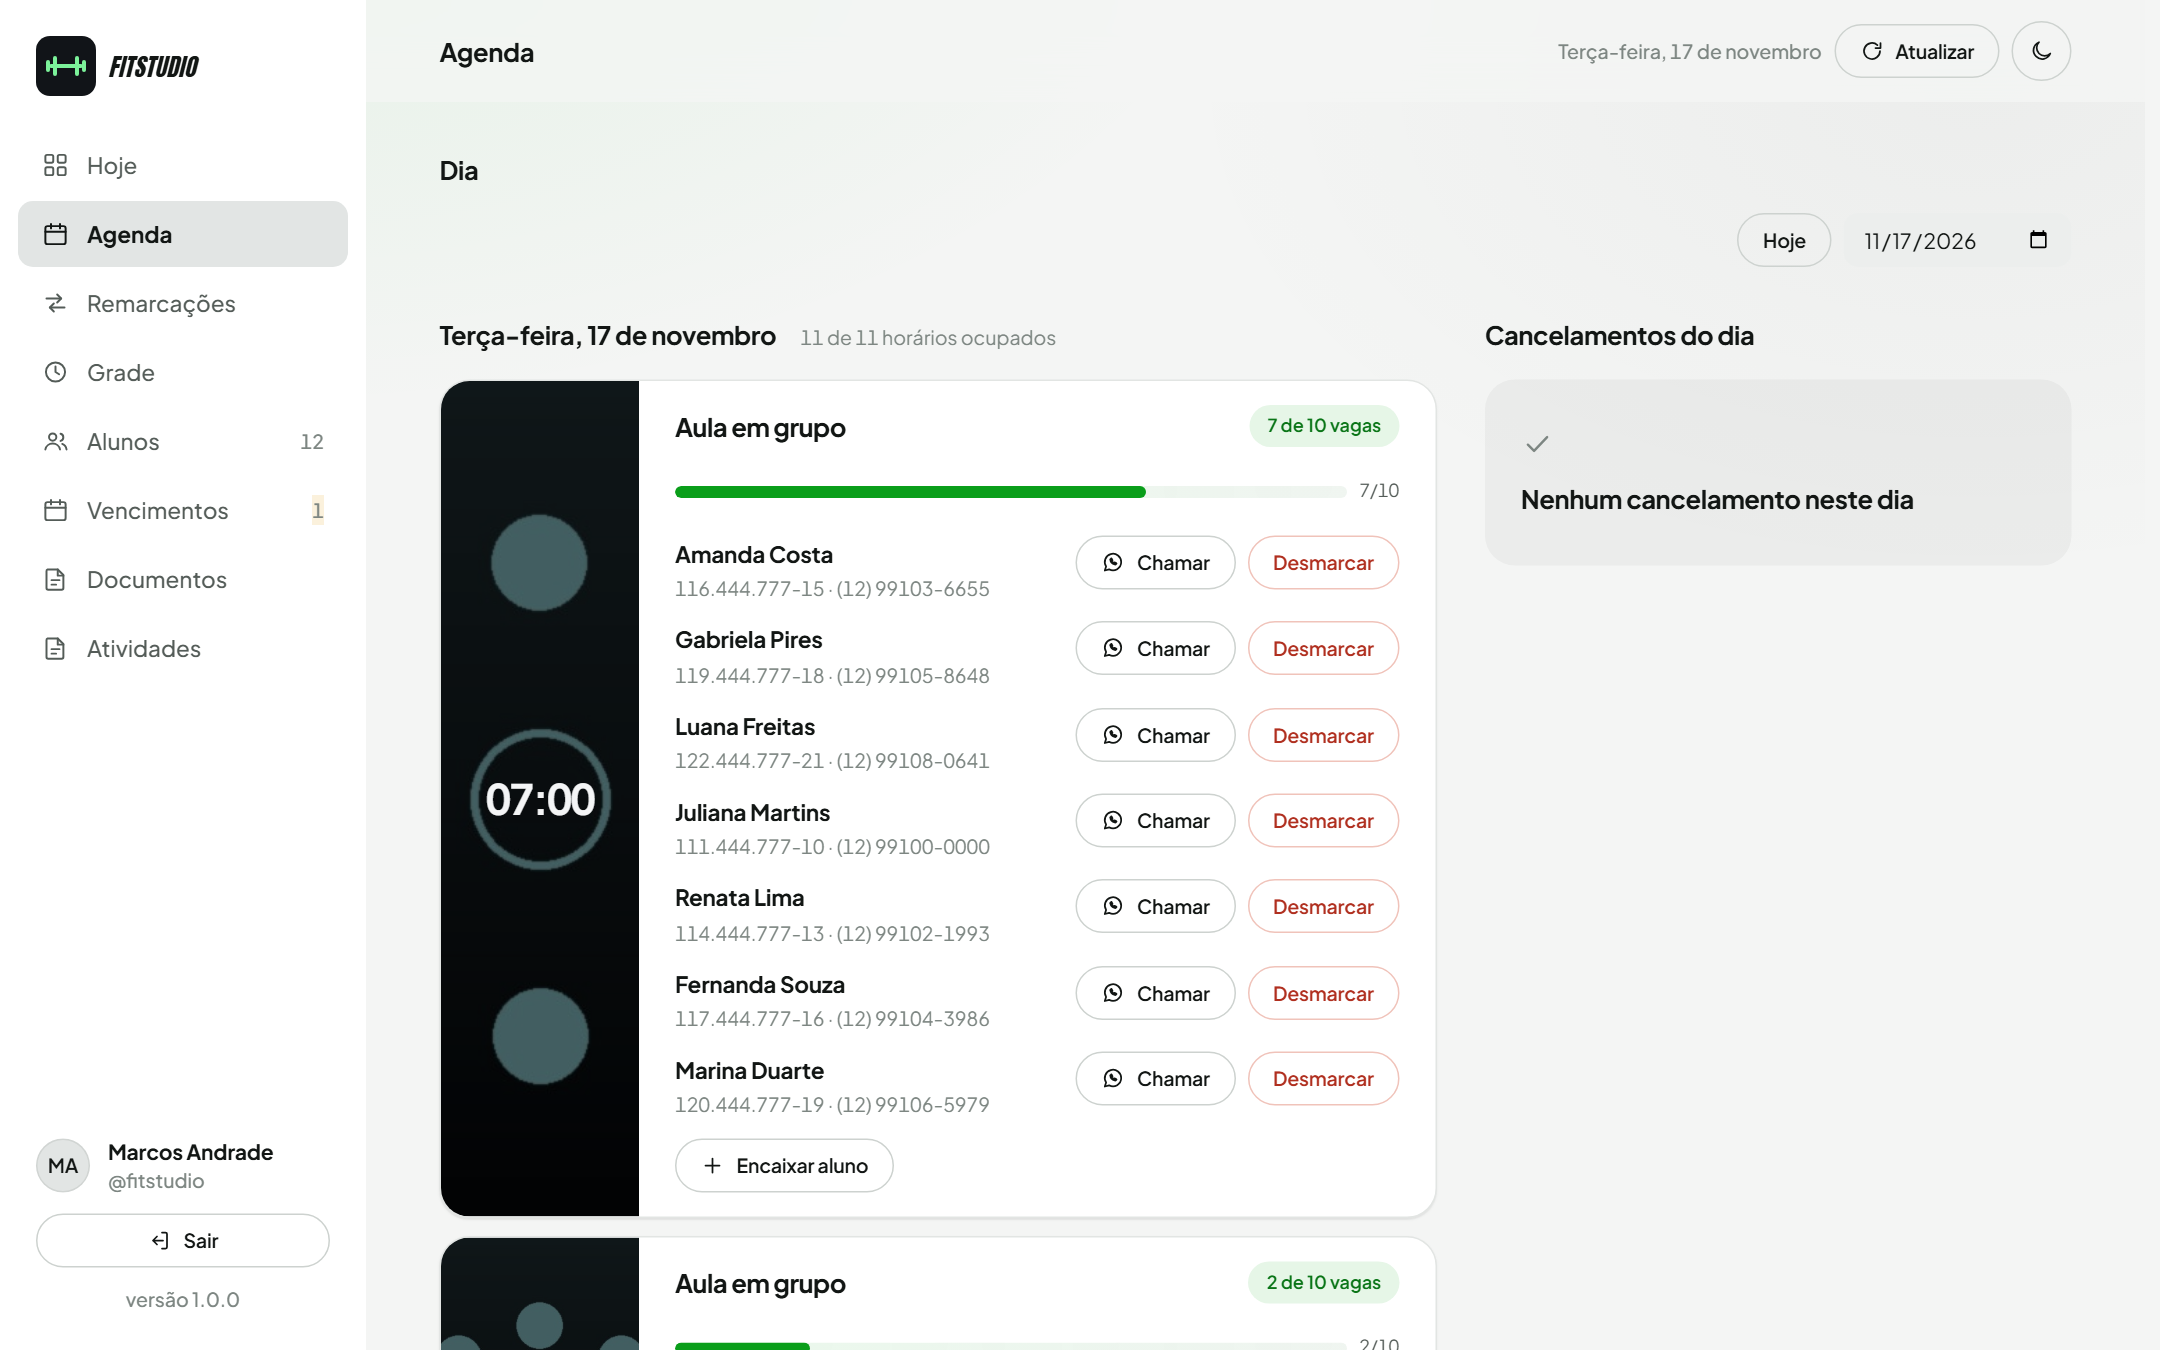 FITSTUDIO
Hoje
Agenda
Remarcações
Grade
Alunos 12
Vencimentos 1
Documentos
Atividades
Marcos Andrade
MA
@fitstudio
Sair
versão 1.0.0
Agenda
Terça-feira, 17 de novembro
Atualizar
Dia
Hoje
11/17/2026
Terça-feira, 17 de novembro 11 de 11 horários ocupados
07:00
Aula em grupo 7 de 10 vagas
7/10
Amanda Costa
116.444.777-15 · (12) 99103-6655
Chamar Desmarcar
Gabriela Pires
119.444.777-18 · (12) 99105-8648
Chamar Desmarcar
Luana Freitas
122.444.777-21 · (12) 99108-0641
Chamar Desmarcar
Juliana Martins
111.444.777-10 · (12) 99100-0000
Chamar Desmarcar
Renata Lima
114.444.777-13 · (12) 99102-1993
Chamar Desmarcar
Fernanda Souza
117.444.777-16 · (12) 99104-3986
Chamar Desmarcar
Marina Duarte
120.444.777-19 · (12) 99106-5979
Chamar Desmarcar
Encaixar aluno
Aula em grupo 2 de 10 vagas
2/10
Cancelamentos do dia
Nenhum cancelamento neste dia